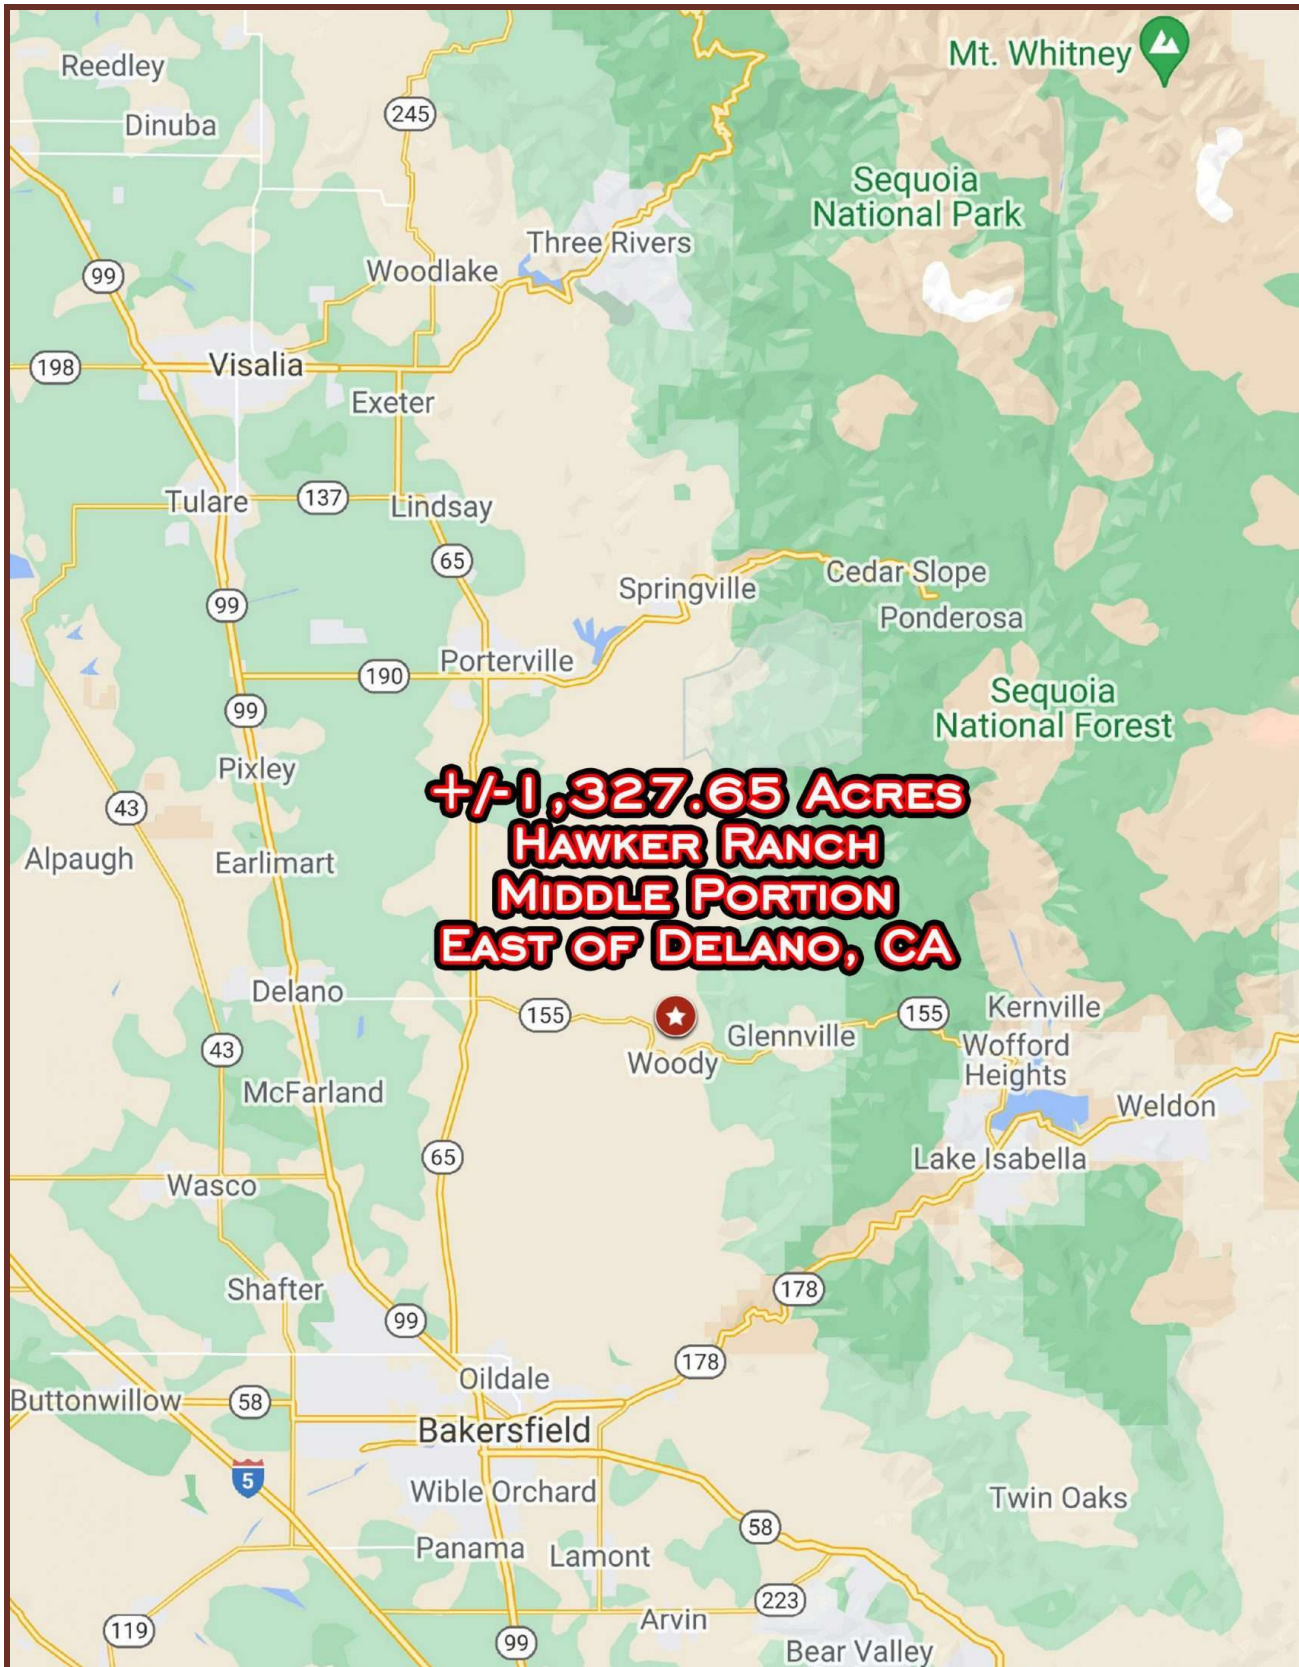 Mt. Whitney
Reedley
245
Dinuba
Sequoia
National Park
Three Rivers
Woodlake
99
198
Visalia
Exeter
Tulare
137
Lindsay
65
Springville
Cedar Slope
99
Ponderosa
Porterville
190
Sequoia
National Forest
99
Pixley
+/-1,327.65 Acres
Hawker Ranch
Middle Portion
East of Delano, CA
43
Alpaugh
Earlimart
Delano
155
155
Kernville
Glennville
Wofford
Heights
43
Woody
McFarland
Weldon
65
Lake Isabella
Wasco
Shafter
178
99
178
Oildale
Buttonwillow
58
Bakersfield
5
Wible Orchard
Twin Oaks
58
Panama
Lamont
223
Arvin
119
99
Bear Valley